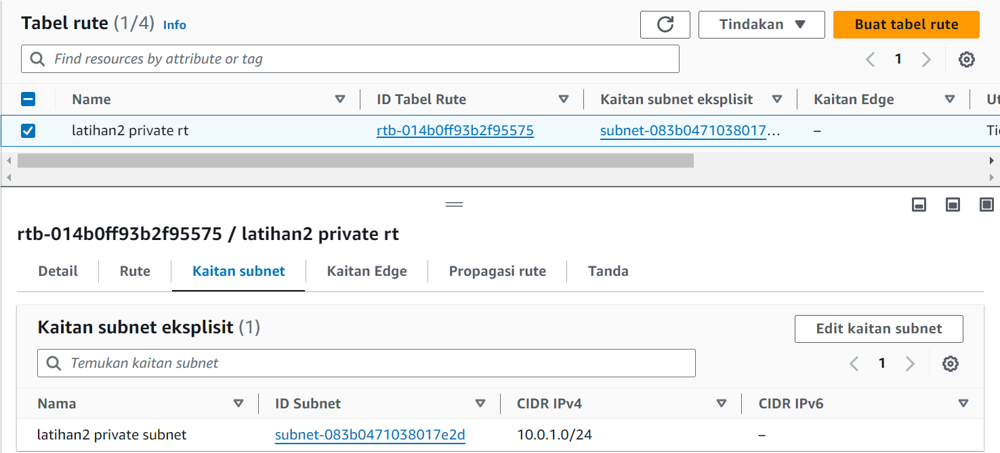 Tabel rute (1/4) Info
Tindakan
Buat tabel rute
Find resources by attribute or tag
1
Name ID Tabel Rute Kaitan subnet eksplisit Kaitan Edge Ut
latihan2 private rt rtb-014b0ff93b2f95575 subnet-083b0471038017… – Tid
rtb-014b0ff93b2f95575 / latihan2 private rt
Detail Rute Kaitan subnet Kaitan Edge Propagasi rute Tanda
Kaitan subnet eksplisit (1)
Edit kaitan subnet
Temukan kaitan subnet
1
Nama ID Subnet CIDR IPv4 CIDR IPv6
latihan2 private subnet subnet-083b0471038017e2d 10.0.1.0/24 –